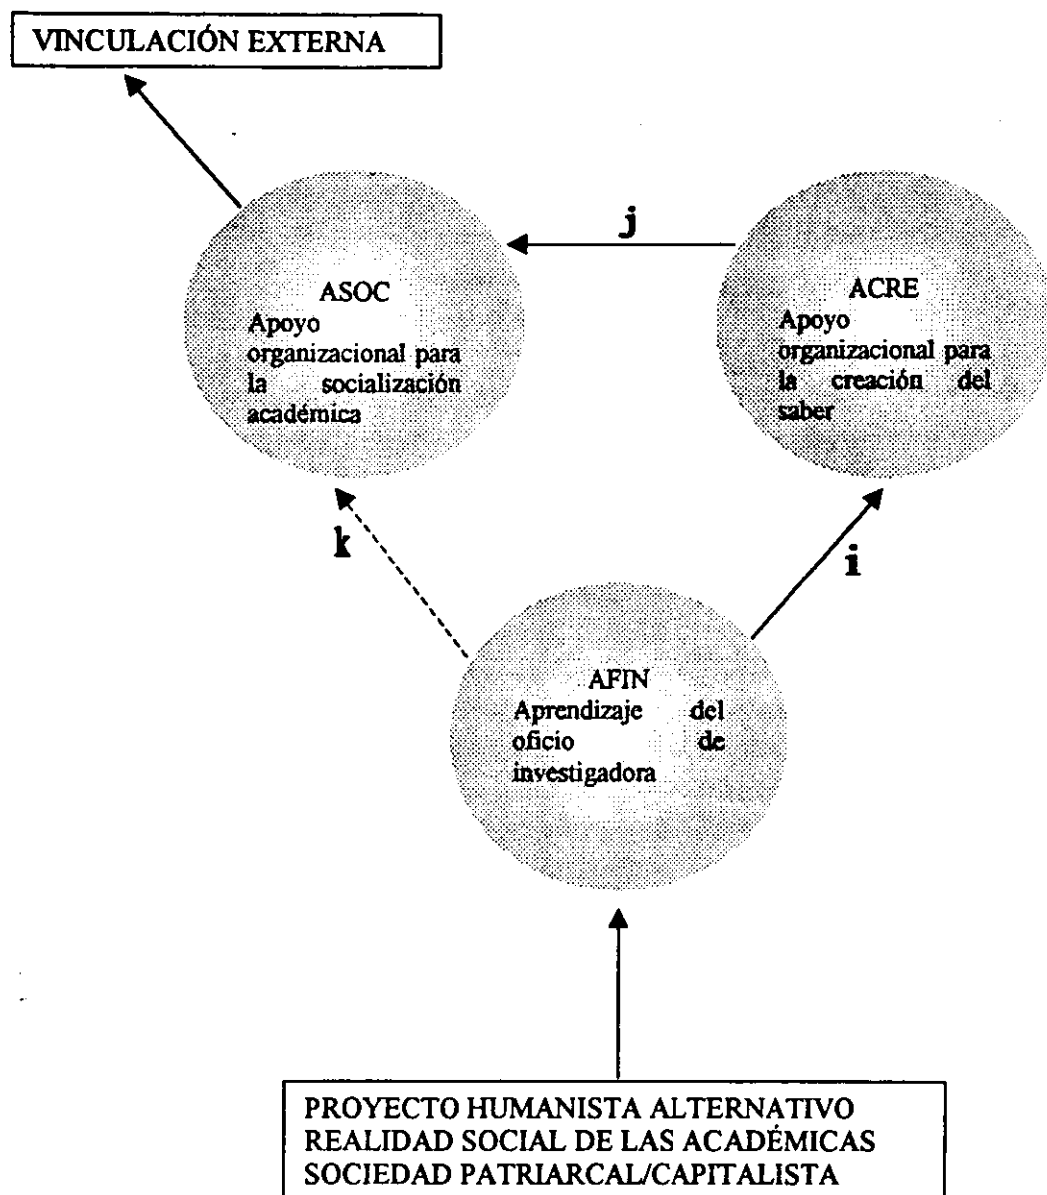 VINCULACIÓN EXTERNA
j
ASOC
Apoyo
organizacional para
la socialización
académica
ACRE
Apoyo
organizacional para
la creación del
saber
k
i
AFIN
Aprendizaje del
oficio de
investigadora
PROYECTO HUMANISTA ALTERNATIVO
REALIDAD SOCIAL DE LAS ACADÉMICAS
SOCIEDAD PATRIARCAL/CAPITALISTA